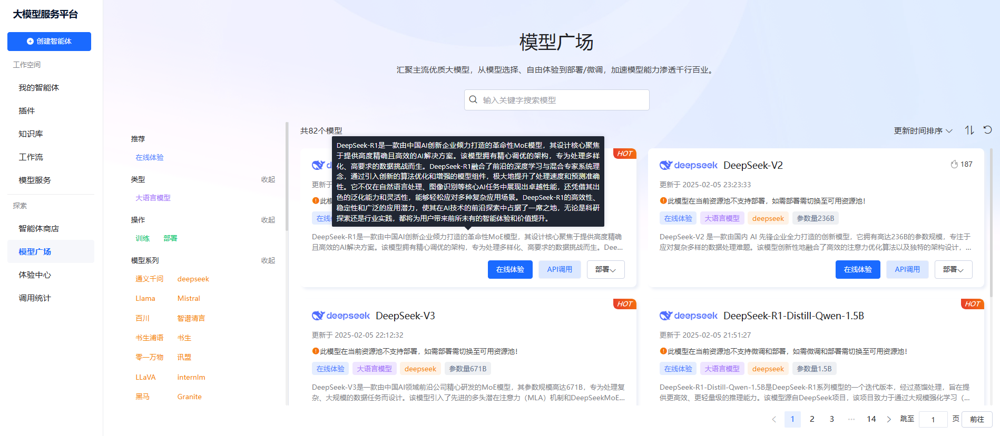 大模型服务平台
创建智能体
工作空间
我的智能体
插件
知识库
工作流
模型服务
探索
智能体商店
模型广场
体验中心
调用统计
模型广场
汇聚主流优质大模型，从模型选择、自由体验到部署/微调，加速模型能力渗透千行百业。
输入关键字搜索模型
推荐
在线体验
类型 收起
大语言模型
操作 收起
训练 部署
模型系列 收起
通义千问 deepseek
Llama Mistral
百川 智谱清言
书生浦语 书生
零一万物 讯盟
LLaVA internlm
黑马 Granite
共82个模型
更新时间排序
DeepSeek-R1是一款由中国AI创新企业倾力打造的革命性MoE模型，其设计核心聚焦
于提供高度精确且高效的AI解决方案。该模型拥有精心调优的架构，专为处理多样
化、高要求的数据挑战而生。DeepSeek-R1融合了前沿的深度学习与混合专家系统理
念，通过引入创新的算法优化和增强的模型组件，极大地提升了处理速度和预测准确
性。它不仅在自然语言处理、图像识别等核心AI任务中展现出卓越性能，还凭借其出
色的泛化能力和灵活性，能够轻松应对多种复杂应用场景。DeepSeek-R1的高效性、
稳定性和广泛的应用潜力，使其在AI技术的前沿探索中占据了一席之地，无论是科研
探索还是行业实践，都将为用户带来前所未有的智能体验和价值提升。
HOT
更新于
此模
在线
DeepSeek-R1是一款由中国AI创新企业倾力打造的革命性MoE模型，其设计核心聚焦于提供高度精确
且高效的AI解决方案。该模型拥有精心调优的架构，专为处理多样化、高要求的数据挑战而生。Dee...
在线体验 API调用 部署
deepseek DeepSeek-V2 187
更新于 2025-02-05 23:23:33
此模型在当前资源池不支持部署，如需部署需切换至可用资源池！
在线体验 大语言模型 deepseek 参数量236B
DeepSeek-V2 是一款由国内 AI 先锋企业全力打造的创新模型，它拥有高达236B的参数规模，专注于
应对复杂多样的数据处理难题。该模型创新性地融合了高效的注意力优化算法以及独特的架构设计，...
在线体验 API调用 部署
HOT
deepseek DeepSeek-V3
更新于 2025-02-05 22:12:32
此模型在当前资源池不支持部署，如需部署需切换至可用资源池！
在线体验 大语言模型 deepseek 参数量671B
DeepSeek-V3是一款由中国AI领域前沿公司精心研发的MoE模型，其参数规模高达671B，专为处理复
杂、大规模的数据任务而设计。该模型引入了先进的多头潜在注意力（MLA）机制和DeepSeekMoE...
HOT
deepseek DeepSeek-R1-Distill-Qwen-1.5B
更新于 2025-02-05 21:51:27
此模型在当前资源池不支持微调和部署，如需微调和部署需切换至可用资源池！
在线体验 大语言模型 deepseek 参数量1.5B
DeepSeek-R1-Distill-Qwen-1.5B是DeepSeek-R1系列模型的一个迭代版本，经过蒸馏处理，旨在提
供更高效、更轻量级的推理能力。该模型源自DeepSeek项目，该项目致力于通过大规模强化学习（...
1 2 3 ... 14 跳至 1 页 前往